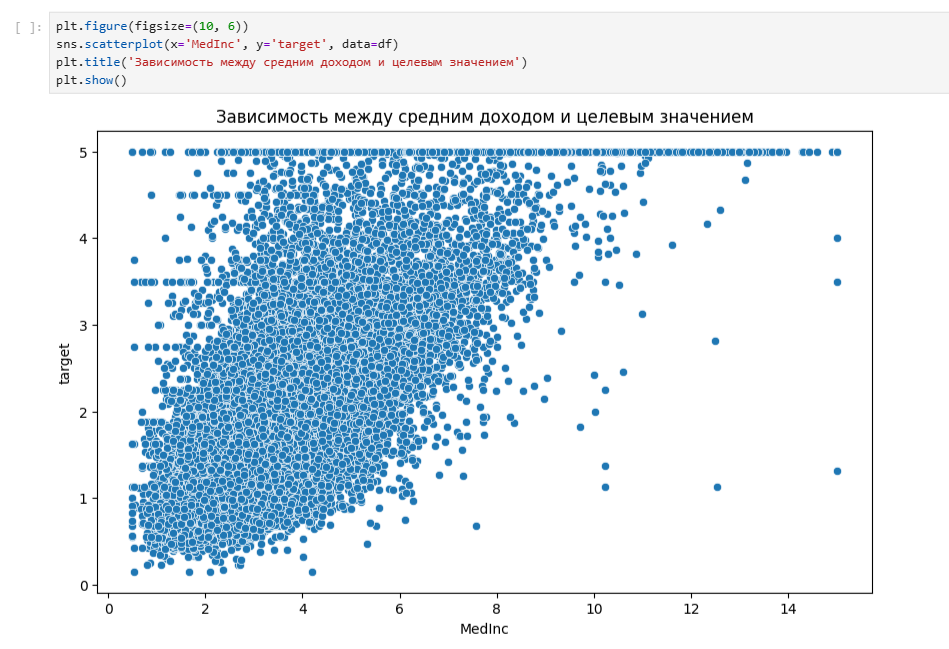 [ ]:
plt.figure(figsize=(10, 6))
sns.scatterplot(x='MedInc', y='target', data=df)
plt.title('Зависимость между средним доходом и целевым значением')
plt.show()
Зависимость между средним доходом и целевым значением
5
4
3
2
1
0
target
0 2 4 6 8 10 12 14
MedInc